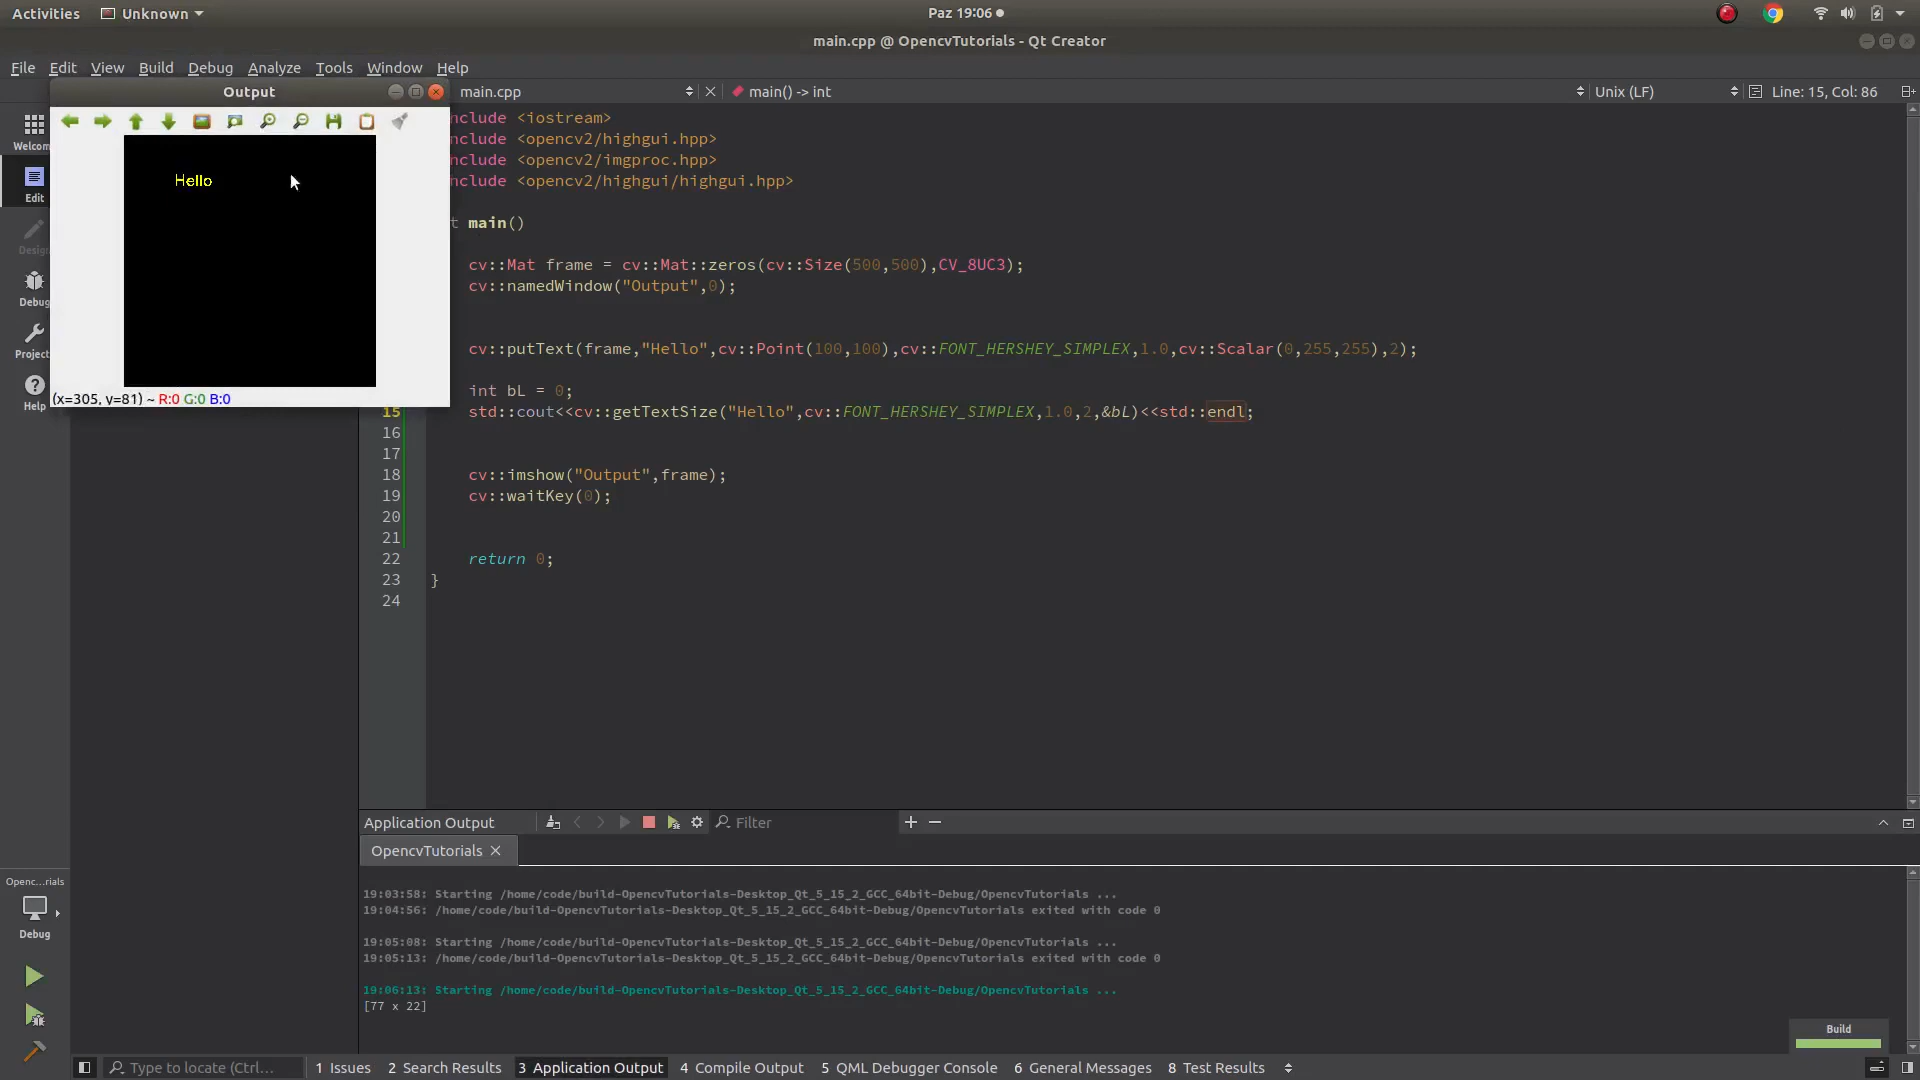 Activities Unknown Paz 19:06
main.cpp @ OpencvTutorials - Qt Creator
File Edit View Build Debug Analyze Tools Window Help
Output
main.cpp main() -> int Unix (LF) Line: 15, Col: 86
Welcom
Edit
Design
Debug
Project
Help
Hello
(x=305, y=81) ~ R:0 G:0 B:0
nclude <iostream>
nclude <opencv2/highgui.hpp>
nclude <opencv2/imgproc.hpp>
nclude <opencv2/highgui/highgui.hpp>
t main()
cv::Mat frame = cv::Mat::zeros(cv::Size(500,500),CV_8UC3);
cv::namedWindow("Output",0);
cv::putText(frame,"Hello",cv::Point(100,100),cv::FONT_HERSHEY_SIMPLEX,1.0,cv::Scalar(0,255,255),2);
int bL = 0;
15 std::cout<<cv::getTextSize("Hello",cv::FONT_HERSHEY_SIMPLEX,1.0,2,&bL)<<std::endl;
16
17
18 cv::imshow("Output",frame);
19 cv::waitKey(0);
20
21
22 return 0;
23 }
24
Application Output Filter
OpencvTutorials
19:03:58: Starting /home/code/build-OpencvTutorials-Desktop_Qt_5_15_2_GCC_64bit-Debug/OpencvTutorials ...
19:04:56: /home/code/build-OpencvTutorials-Desktop_Qt_5_15_2_GCC_64bit-Debug/OpencvTutorials exited with code 0
19:05:08: Starting /home/code/build-OpencvTutorials-Desktop_Qt_5_15_2_GCC_64bit-Debug/OpencvTutorials ...
19:05:13: /home/code/build-OpencvTutorials-Desktop_Qt_5_15_2_GCC_64bit-Debug/OpencvTutorials exited with code 0
19:06:13: Starting /home/code/build-OpencvTutorials-Desktop_Qt_5_15_2_GCC_64bit-Debug/OpencvTutorials ...
[77 x 22]
Openc...rials
Debug
Build
Type to locate (Ctrl... 1 Issues 2 Search Results 3 Application Output 4 Compile Output 5 QML Debugger Console 6 General Messages 8 Test Results